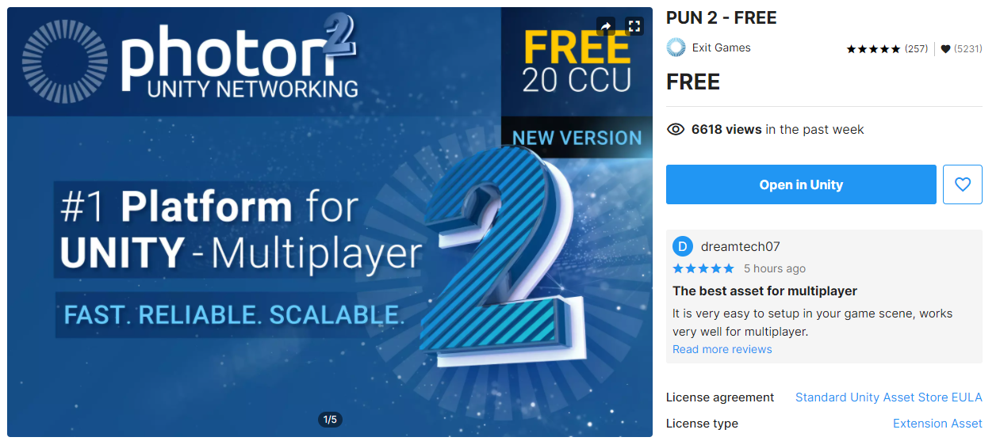 photon2
UNITY NETWORKING
FREE
20 CCU
NEW VERSION
#1 Platform for
UNITY - Multiplayer
FAST. RELIABLE. SCALABLE.
2
1/5
PUN 2 - FREE
Exit Games
(257)
(5231)
FREE
6618 views in the past week
Open in Unity
D
dreamtech07
5 hours ago
The best asset for multiplayer
It is very easy to setup in your game scene, works
very well for multiplayer.
Read more reviews
License agreement
Standard Unity Asset Store EULA
License type
Extension Asset